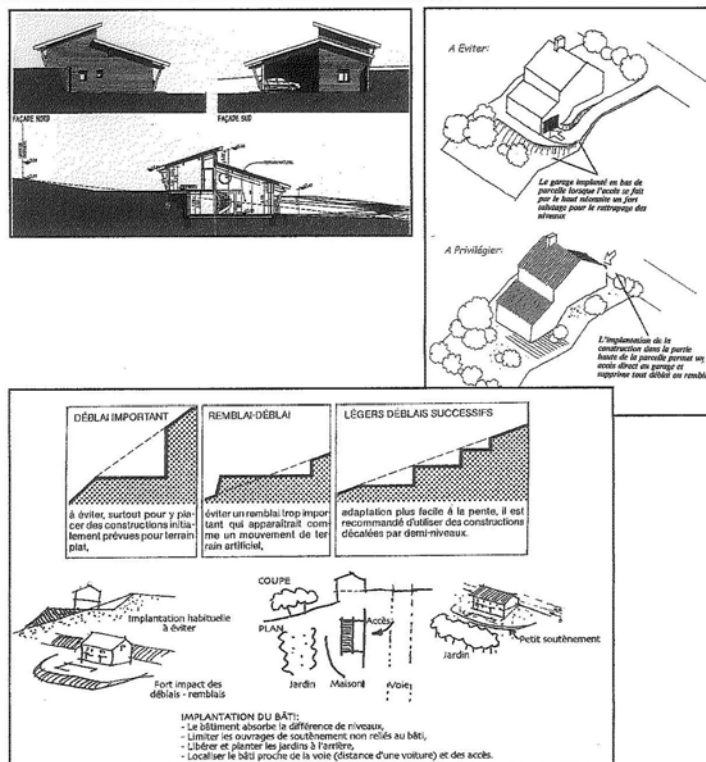 FAÇADE NORD
FAÇADE SUD
A Eviter:
Le garage implanté en bas de
parcelle lorsque l'accès se fait
par le haut nécessite un fort
talutage pour le rattrapage des
niveaux
A Privilégier:
L'implantation de la
construction dans la partie
haute de la parcelle permet un
accès direct au garage et
supprime tout déblai ou rembla
DÉBLAI IMPORTANT
à éviter, surtout pour y pla-
cer des constructions initia-
lement prévues pour terrain
plat,
REMBLAI-DÉBLAI
éviter un remblai trop impor-
tant qui apparaîtrait com-
me un mouvement de ter-
rain artificiel,
LÉGERS DÉBLAIS SUCCESSIFS
adaptation plus facile à la pente, il est
recommandé d'utiliser des constructions
décalées par demi-niveaux.
Implantation habituelle
à éviter
Fort impact des
déblais - remblais
COUPE
PLAN
Accès
Jardin
Maison
Voie
Petit soutènement
Jardin
IMPLANTATION DU BÂTI:
- Le bâtiment absorbe la différence de niveaux,
- Limiter les ouvrages de soutènement non reliés au bâti,
- Libérer et planter les jardins à l'arrière,
- Localiser le bâti proche de la voie (distance d'une voiture) et des accès.